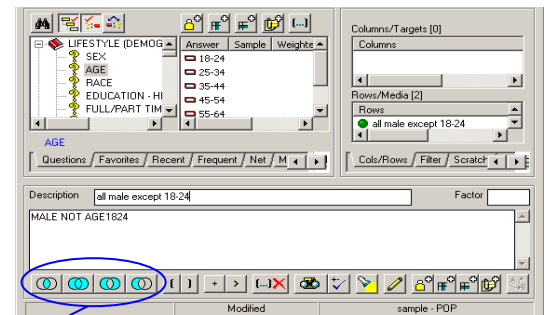 LIFESTYLE (DEMOG
SEX
AGE
RACE
EDUCATION - HI
FULL/PART TIM
Answer Sample Weighte
18-24
25-34
35-44
45-54
55-64
AGE
Questions Favorites Recent Frequent Net M
Columns/Targets [0]
Columns
Rows/Media [2]
Rows
all male except 18-24
Cols/Rows Filter Scratch
Description all male except 18-24 Factor
MALE NOT AGE1824
( ) + > (...)
Modified sample - POP